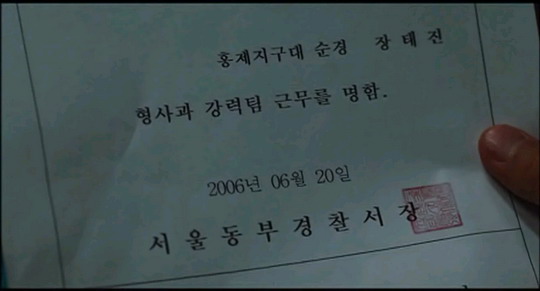 홍제지구대 순경 장 태 진
형사과 강력팀 근무를 명함.
2006년 06월 20일
서 울 동 부 경 찰 서 장